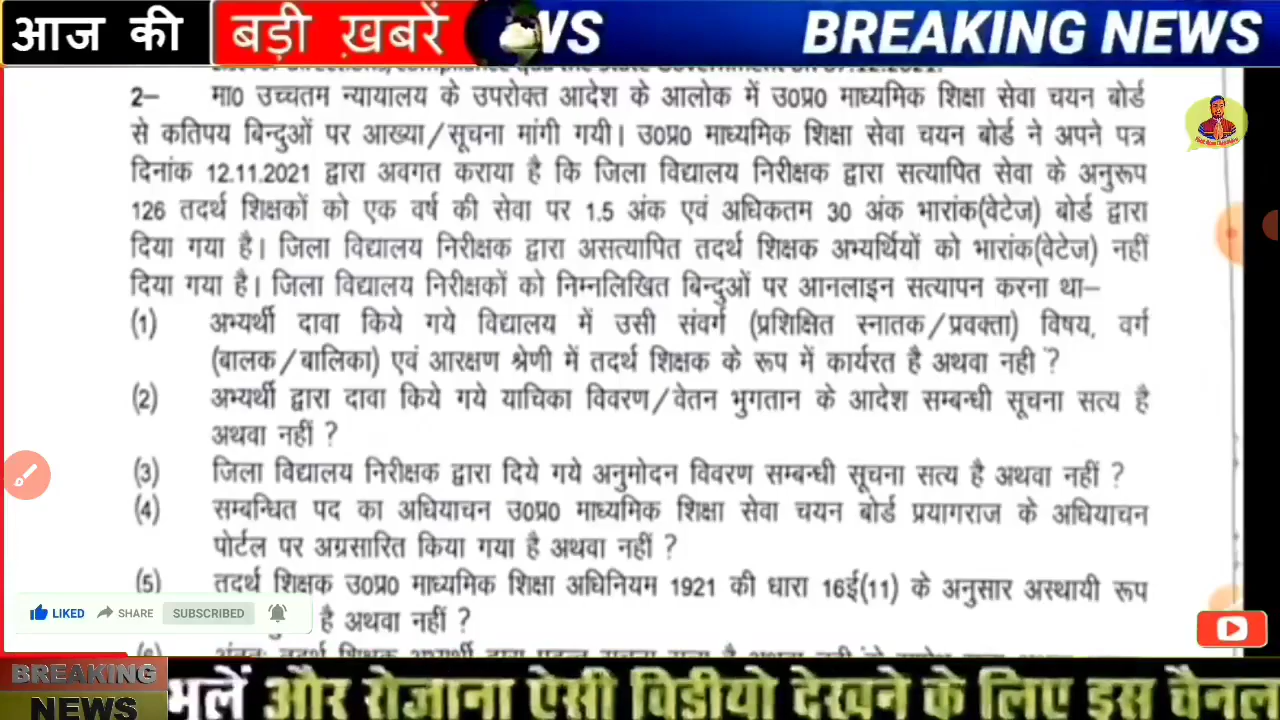 आज की
बड़ी ख़बरें
WS
BREAKING NEWS
2– मा0 उच्चतम न्यायालय के उपरोक्त आदेश के आलोक में उ0प्र0 माध्यमिक शिक्षा सेवा चयन बोर्ड
से कतिपय बिन्दुओं पर आख्या/सूचना मांगी गयी। उ0प्र0 माध्यमिक शिक्षा सेवा चयन बोर्ड ने अपने पत्र
दिनांक 12.11.2021 द्वारा अवगत कराया है कि जिला विद्यालय निरीक्षक द्वारा सत्यापित सेवा के अनुरूप
126 तदर्थ शिक्षकों को एक वर्ष की सेवा पर 1.5 अंक एवं अधिकतम 30 अंक भारांक(वेटेज) बोर्ड द्वारा
दिया गया है। जिला विद्यालय निरीक्षक द्वारा असत्यापित तदर्थ शिक्षक अभ्यर्थियों को भारांक(वेटेज) नहीं
दिया गया है। जिला विद्यालय निरीक्षकों को निम्नलिखित बिन्दुओं पर आनलाइन सत्यापन करना था–
(1) अभ्यर्थी दावा किये गये विद्यालय में उसी संवर्ग (प्रशिक्षित स्नातक/प्रवक्ता) विषय, वर्ग
(बालक/बालिका) एवं आरक्षण श्रेणी में तदर्थ शिक्षक के रूप में कार्यरत है अथवा नही ?
(2) अभ्यर्थी द्वारा दावा किये गये याचिका विवरण/वेतन भुगतान के आदेश सम्बन्धी सूचना सत्य है
अथवा नहीं ?
(3) जिला विद्यालय निरीक्षक द्वारा दिये गये अनुमोदन विवरण सम्बन्धी सूचना सत्य है अथवा नहीं ?
(4) सम्बन्धित पद का अधियाचन उ0प्र0 माध्यमिक शिक्षा सेवा चयन बोर्ड प्रयागराज के अधियाचन
पोर्टल पर अग्रसारित किया गया है अथवा नहीं ?
(5) तदर्थ शिक्षक उ0प्र0 माध्यमिक शिक्षा अधिनियम 1921 की धारा 16ई(11) के अनुसार अस्थायी रूप
है अथवा नहीं ?
LIKED SHARE SUBSCRIBED
BREAKING
NEWS
और रोजाना ऐसी विडीयो देखने के लिए इस चैनल